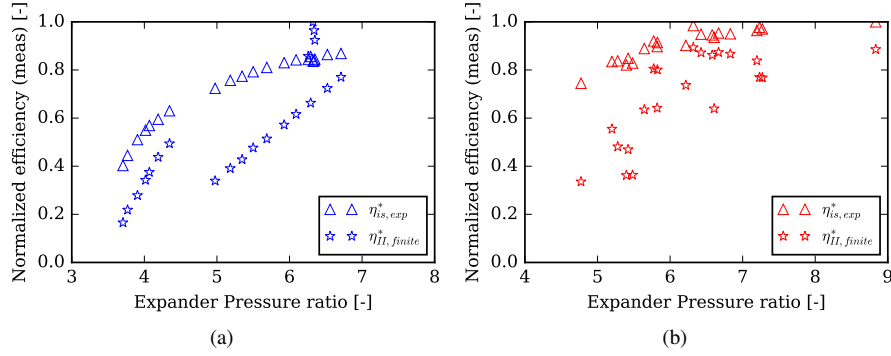 Normalized efficiency (meas) [-]
1.0
0.8
0.6
0.4
0.2
0.0
3 4 5 6 7 8
Expander Pressure ratio [-]
η*is,exp
η*II,finite
(a)
Normalized efficiency (meas) [-]
1.0
0.8
0.6
0.4
0.2
0.0
4 5 6 7 8 9
Expander Pressure ratio [-]
η*is,exp
η*II,finite
(b)